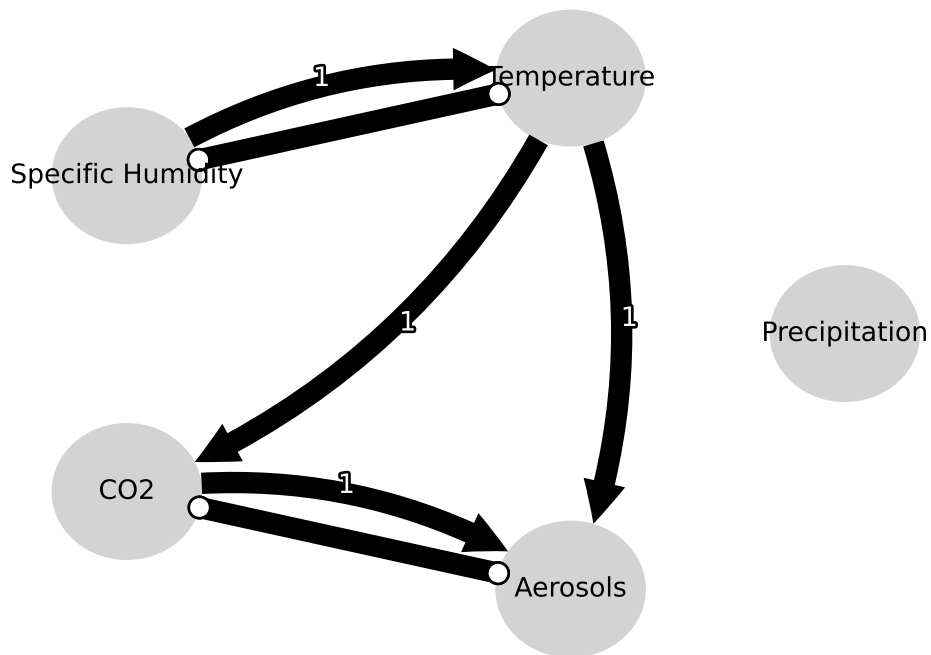 1
Temperature
Specific Humidity
1
1
Precipitation
CO2
1
Aerosols